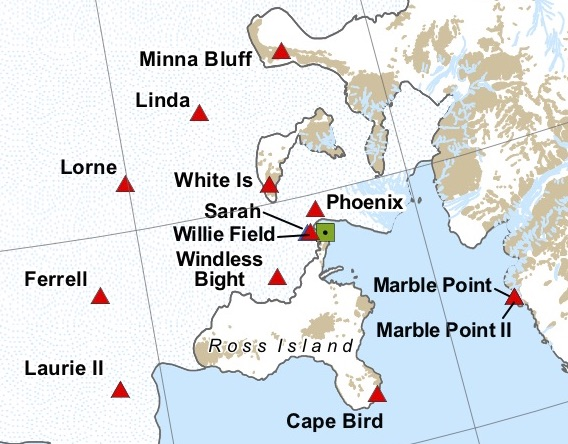 Minna Bluff
Linda
Lorne
White Is
Phoenix
Sarah
Willie Field
Windless
Bight
Ferrell
Marble Point
Marble Point II
Ross Island
Laurie II
Cape Bird